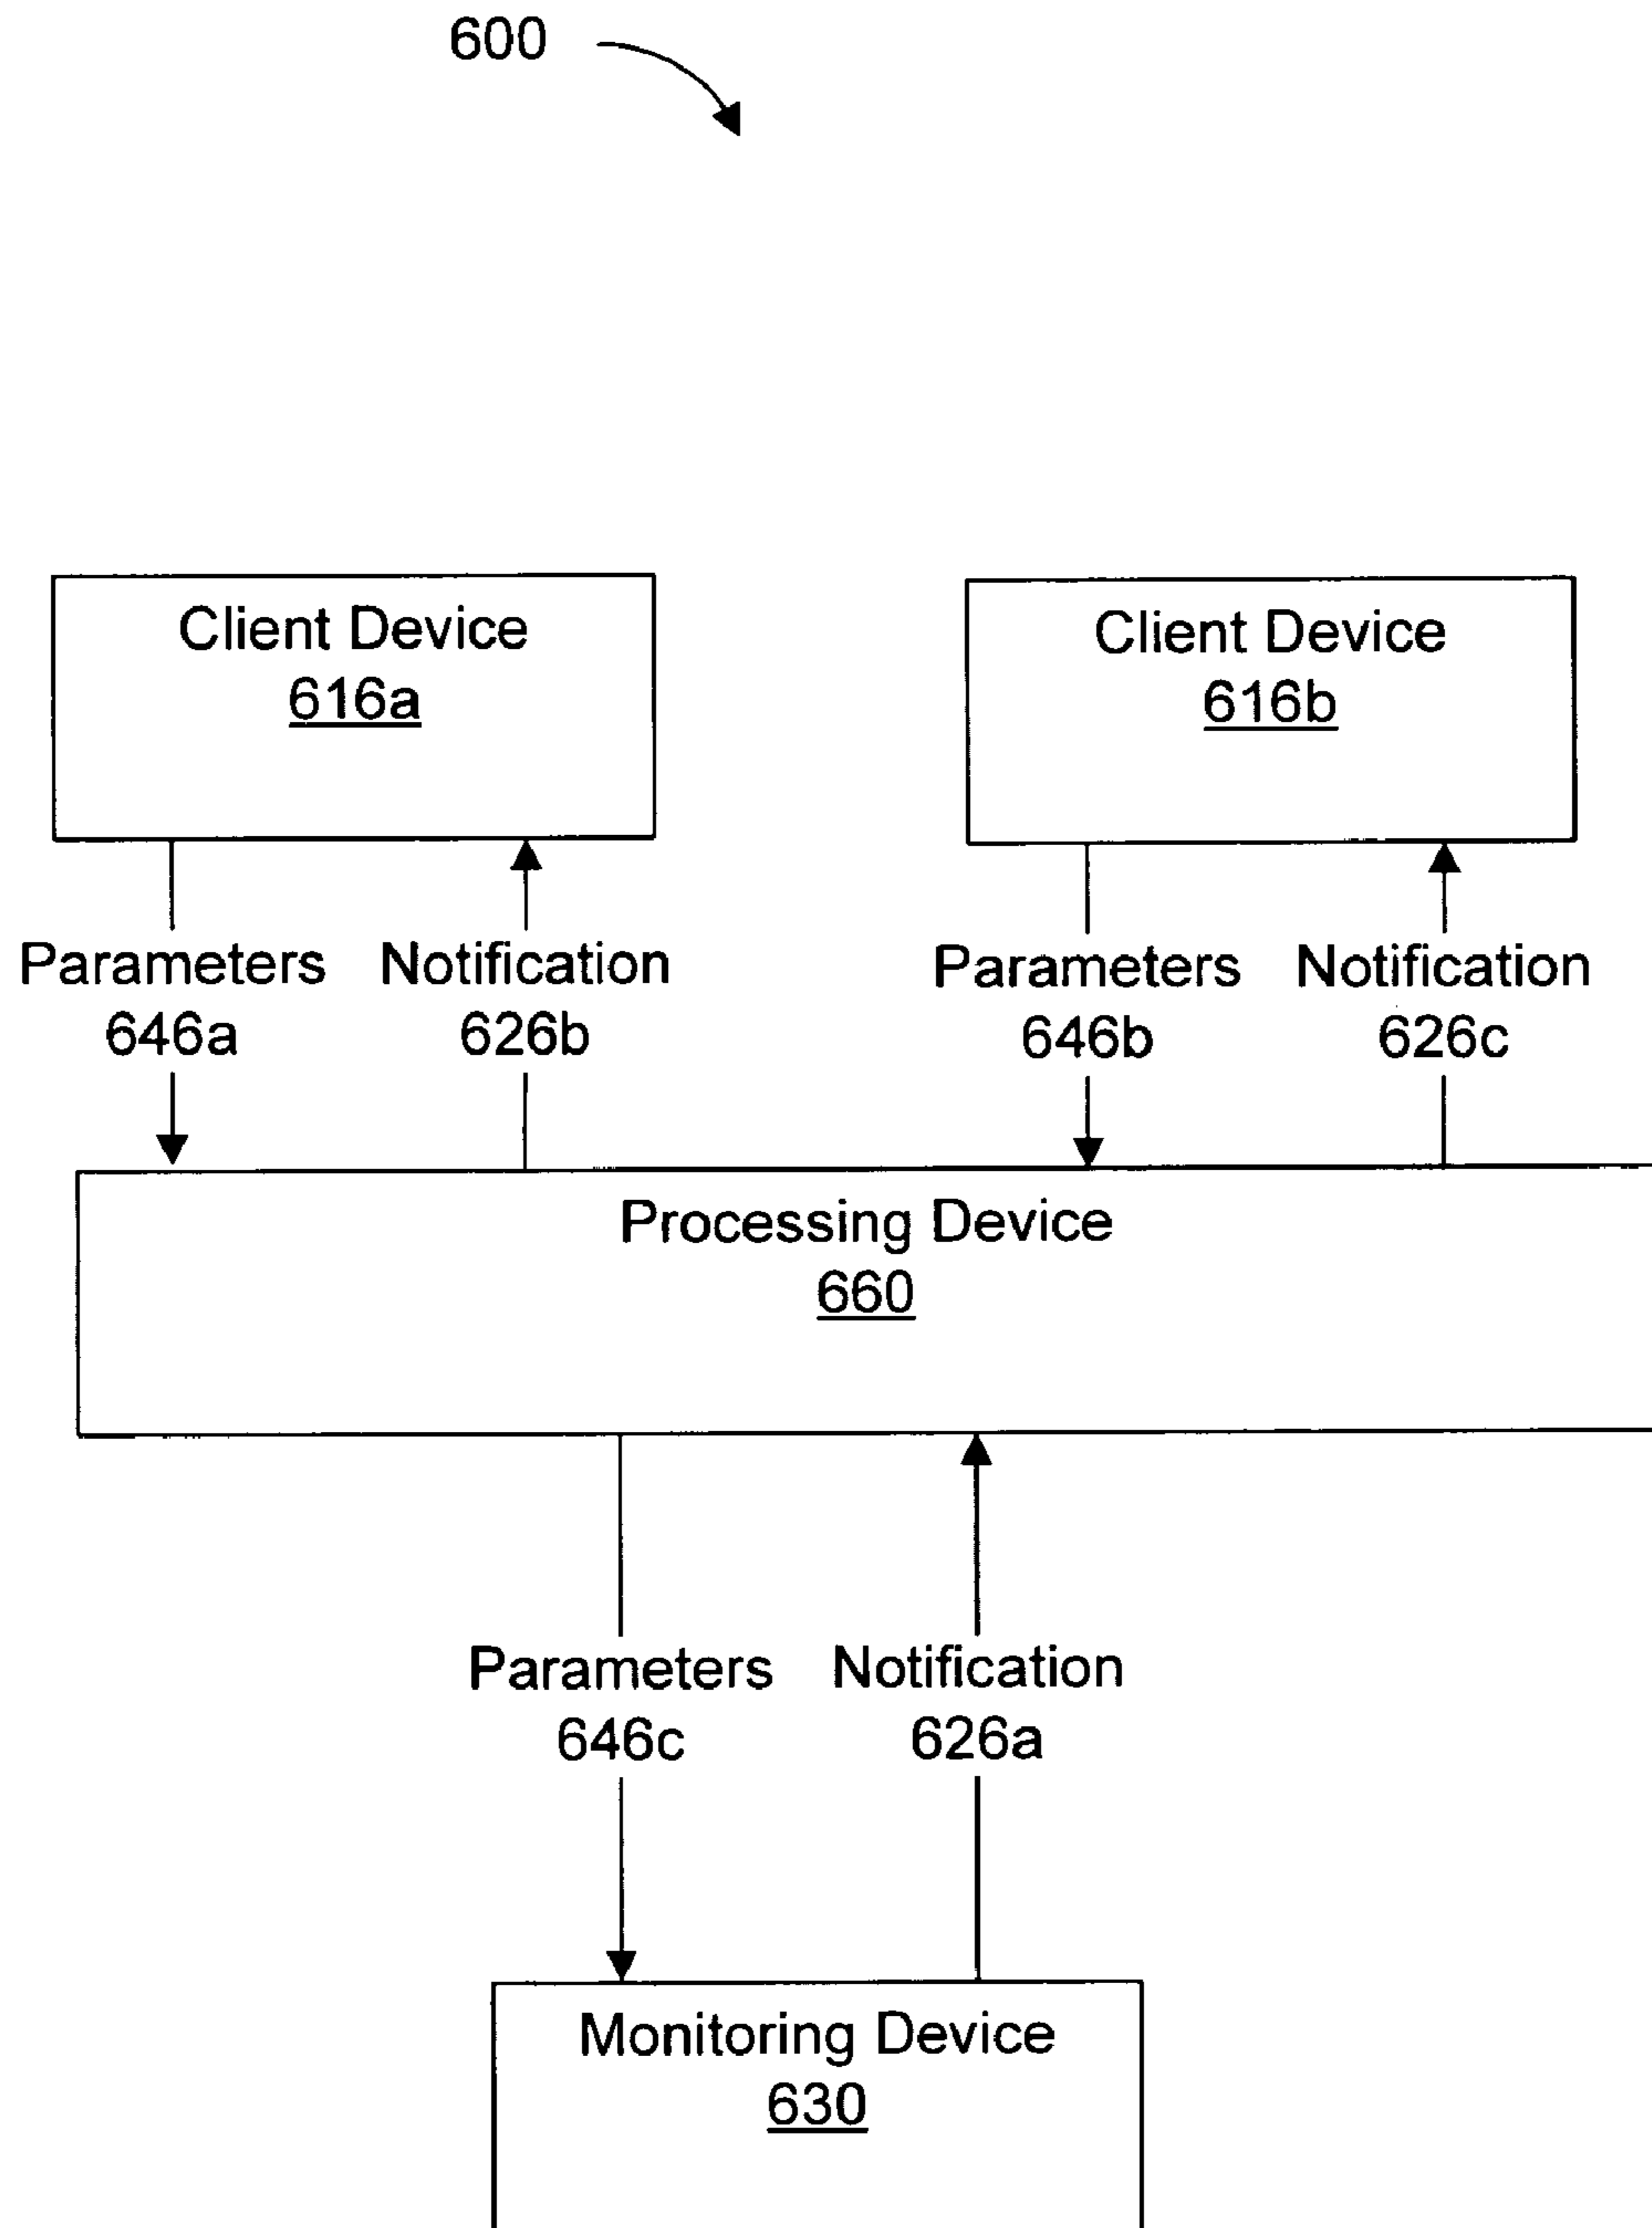 600
Client Device
616a
Client Device
616b
Parameters
646a
Notification
626b
Parameters
646b
Notification
626c
Processing Device
660
Parameters
646c
Notification
626a
Monitoring Device
630